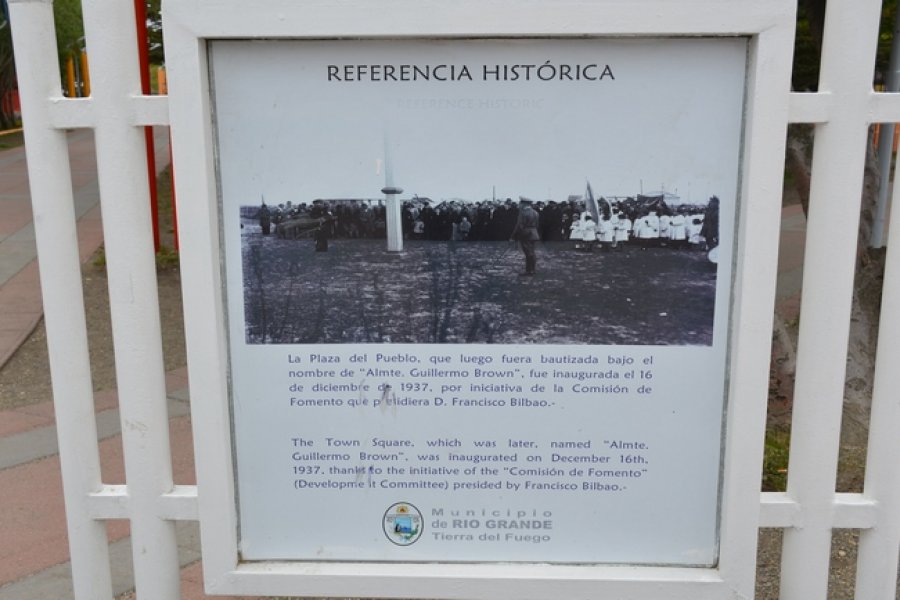 REFERENCIA HISTÓRICA
REFERENCE HISTORIC
La Plaza del Pueblo, que luego fuera bautizada bajo el
nombre de "Almte. Guillermo Brown", fue inaugurada el 16
de diciembre de 1937, por iniciativa de la Comisión de
Fomento que presidiera D. Francisco Bilbao.-
The Town Square, which was later, named "Almte.
Guillermo Brown", was inaugurated on December 16th,
1937, thanks to the initiative of the "Comisión de Fomento"
(Development Committee) presided by Francisco Bilbao.-
Municipio
de RIO GRANDE
Tierra del Fuego